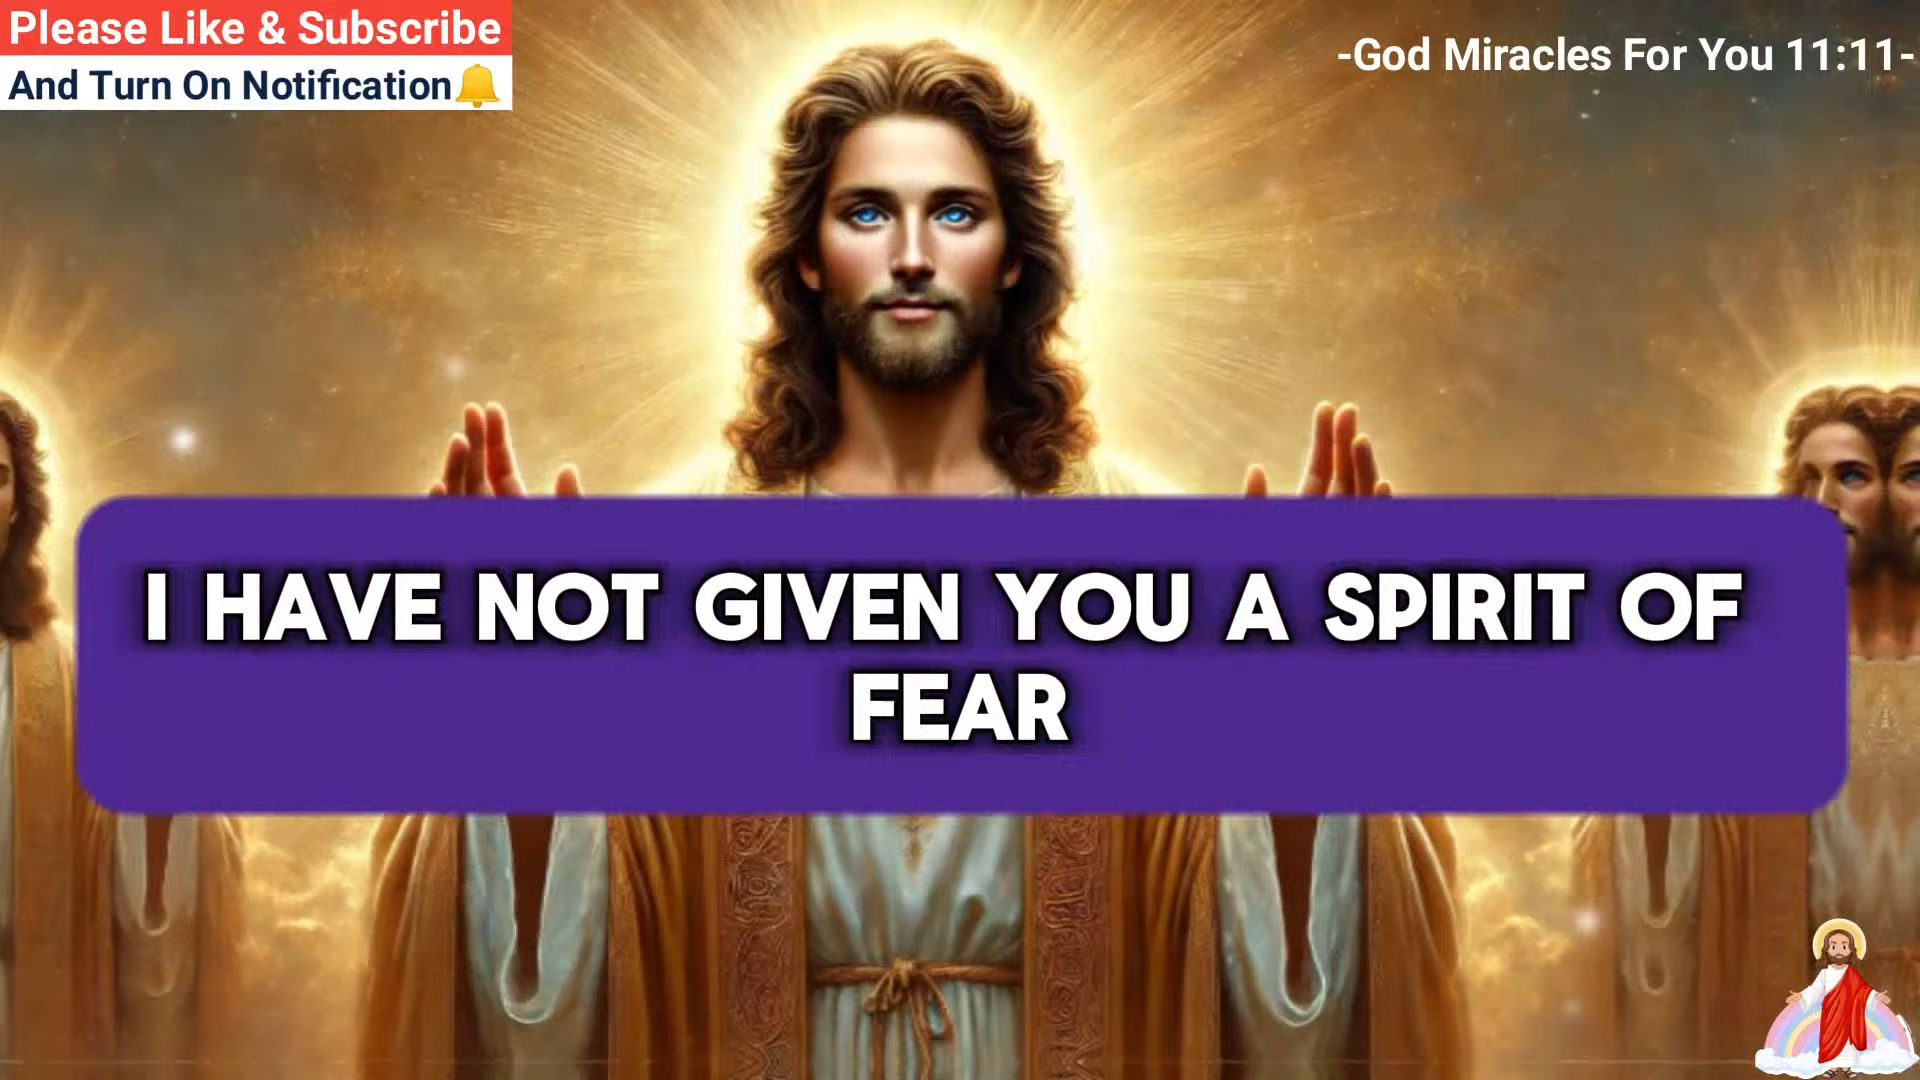 Please Like & Subscribe
And Turn On Notification🔔
-God Miracles For You 11:11-
I HAVE NOT GIVEN YOU A SPIRIT OF
FEAR